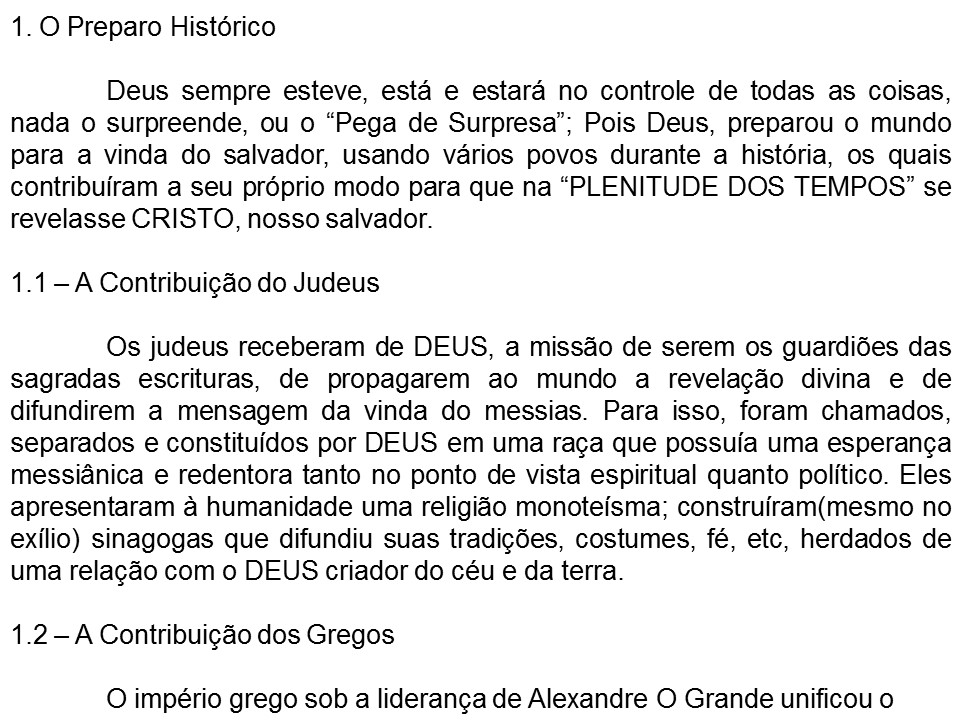 1. O Preparo Histórico
Deus sempre esteve, está e estará no controle de todas as coisas,
nada o surpreende, ou o “Pega de Surpresa”; Pois Deus, preparou o mundo
para a vinda do salvador, usando vários povos durante a história, os quais
contribuíram a seu próprio modo para que na “PLENITUDE DOS TEMPOS” se
revelasse CRISTO, nosso salvador.
1.1 – A Contribuição do Judeus
Os judeus receberam de DEUS, a missão de serem os guardiões das
sagradas escrituras, de propagarem ao mundo a revelação divina e de
difundirem a mensagem da vinda do messias. Para isso, foram chamados,
separados e constituídos por DEUS em uma raça que possuía uma esperança
messiânica e redentora tanto no ponto de vista espiritual quanto político. Eles
apresentaram à humanidade uma religião monoteísma; construíram(mesmo no
exílio) sinagogas que difundiu suas tradições, costumes, fé, etc, herdados de
uma relação com o DEUS criador do céu e da terra.
1.2 – A Contribuição dos Gregos
O império grego sob a liderança de Alexandre O Grande unificou o